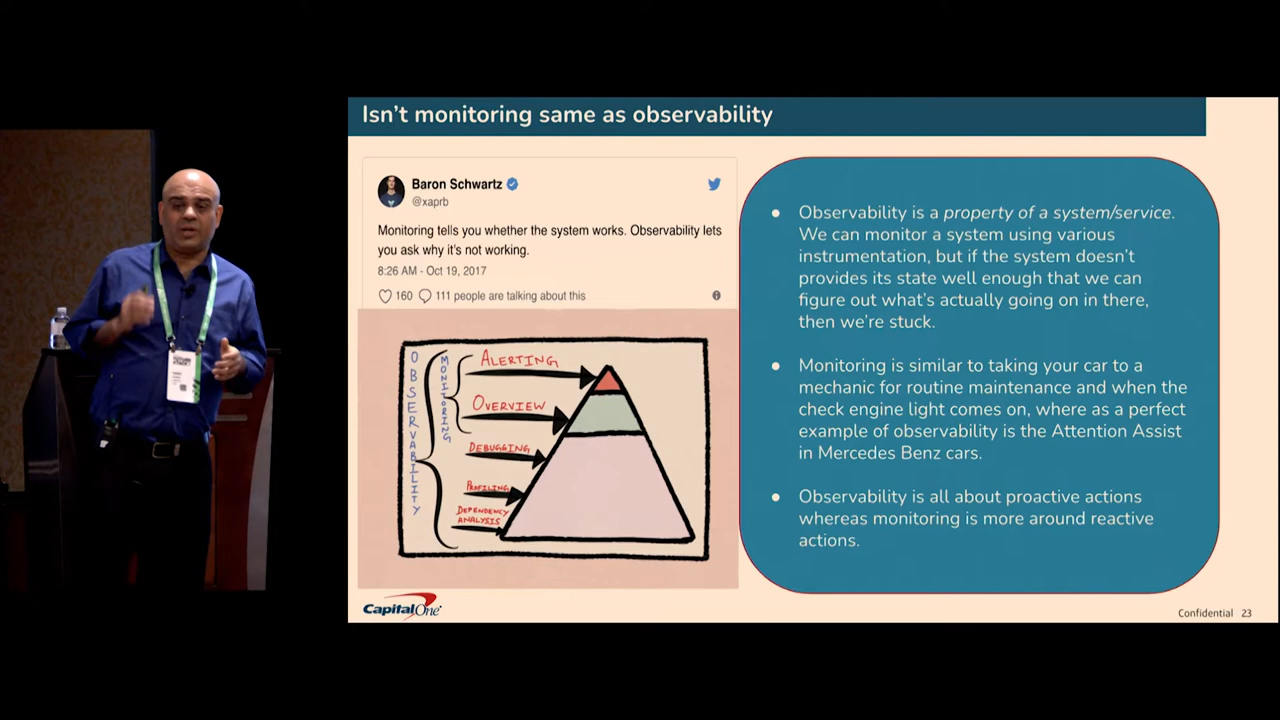 Isn't monitoring same as observability
Baron Schwartz
@xaprb
Monitoring tells you whether the system works. Observability lets
you ask why it's not working.
8:26 AM - Oct 19, 2017
160 111 people are talking about this
OBSERVABILITY
MONITORING
ALERTING
OVERVIEW
DEBUGGING
PROFILING
DEPENDENCY
ANALYSIS
Observability is a property of a system/service.
We can monitor a system using various
instrumentation, but if the system doesn't
provides its state well enough that we can
figure out what's actually going on in there,
then we're stuck.
Monitoring is similar to taking your car to a
mechanic for routine maintenance and when the
check engine light comes on, where as a perfect
example of observability is the Attention Assist
in Mercedes Benz cars.
Observability is all about proactive actions
whereas monitoring is more around reactive
actions.
CapitalOne
Confidential 23